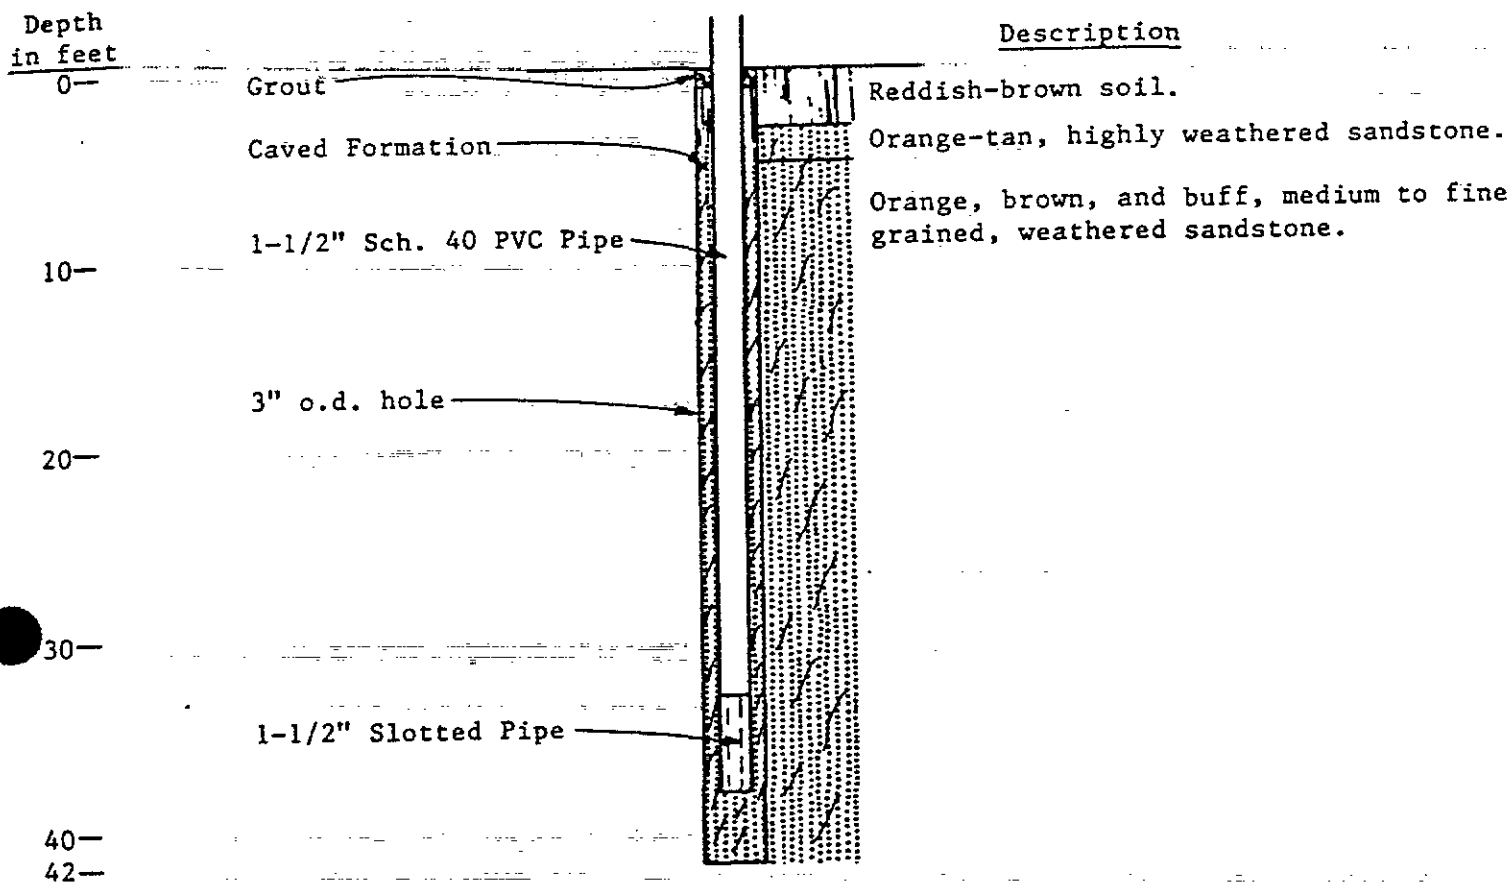 Depth
in feet
Description
0
Grout
Reddish-brown soil.
Caved Formation
Orange-tan, highly weathered sandstone.
Orange, brown, and buff, medium to fine
grained, weathered sandstone.
1-1/2" Sch. 40 PVC Pipe
10
3" o.d. hole
20
30
1-1/2" Slotted Pipe
40
42